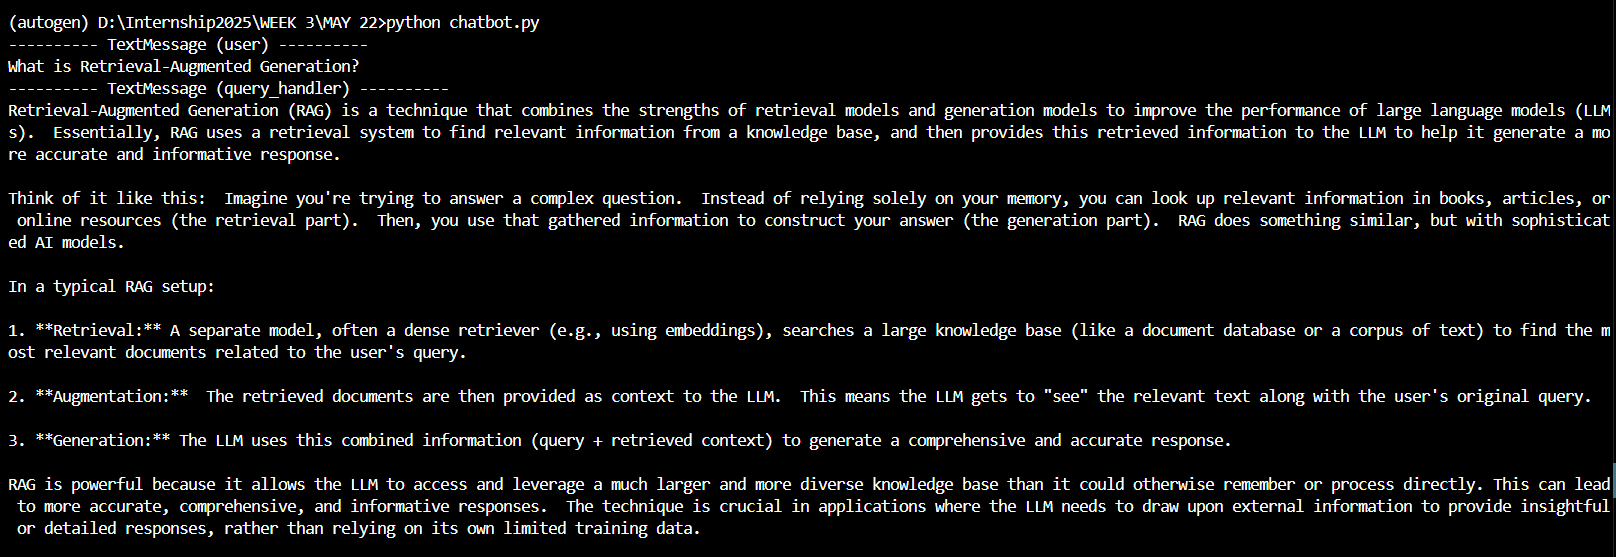 (autogen) D:\Internship2025\WEEK 3\MAY 22>python chatbot.py
---------- TextMessage (user) ----------
What is Retrieval-Augmented Generation?
---------- TextMessage (query_handler) ----------
Retrieval-Augmented Generation (RAG) is a technique that combines the strengths of retrieval models and generation models to improve the performance of large language models (LLM
s).  Essentially, RAG uses a retrieval system to find relevant information from a knowledge base, and then provides this retrieved information to the LLM to help it generate a mo
re accurate and informative response.

Think of it like this:  Imagine you're trying to answer a complex question.  Instead of relying solely on your memory, you can look up relevant information in books, articles, or
 online resources (the retrieval part).  Then, you use that gathered information to construct your answer (the generation part).  RAG does something similar, but with sophisticat
ed AI models.

In a typical RAG setup:

1. **Retrieval:** A separate model, often a dense retriever (e.g., using embeddings), searches a large knowledge base (like a document database or a corpus of text) to find the m
ost relevant documents related to the user's query.

2. **Augmentation:**  The retrieved documents are then provided as context to the LLM.  This means the LLM gets to "see" the relevant text along with the user's original query.

3. **Generation:** The LLM uses this combined information (query + retrieved context) to generate a comprehensive and accurate response.

RAG is powerful because it allows the LLM to access and leverage a much larger and more diverse knowledge base than it could otherwise remember or process directly. This can lead
 to more accurate, comprehensive, and informative responses.  The technique is crucial in applications where the LLM needs to draw upon external information to provide insightful
 or detailed responses, rather than relying on its own limited training data.